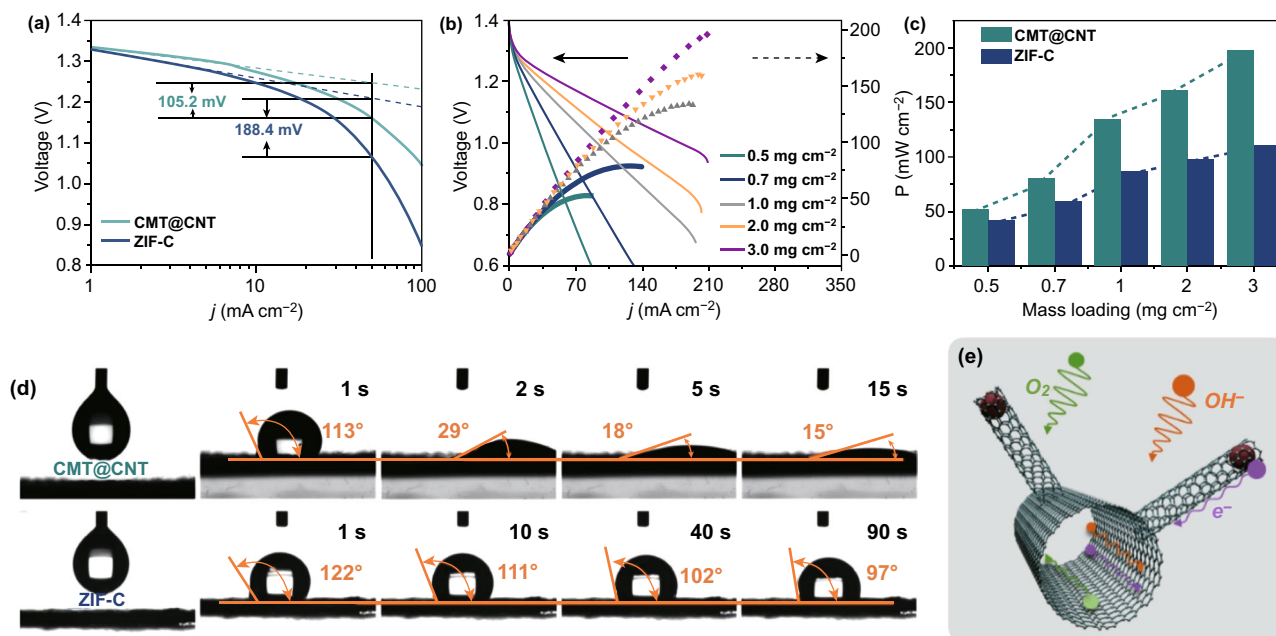 (a)
1.4
1.3
1.2
1.1
1.0
0.9
0.8
Voltage (V)
105.2 mV
188.4 mV
CMT@CNT
ZIF-C
1
10
100
j (mA cm−2)
(b)
1.4
1.2
1.0
0.8
0.6
Voltage (V)
200
150
100
50
0
0.5 mg cm−2
0.7 mg cm−2
1.0 mg cm−2
2.0 mg cm−2
3.0 mg cm−2
0
70
140
210
280
350
j (mA cm−2)
(c)
CMT@CNT
ZIF-C
200
150
100
50
0
P (mW cm−2)
0.5
0.7
1
2
3
Mass loading (mg cm−2)
(d)
CMT@CNT
1 s
113°
2 s
29°
5 s
18°
15 s
15°
ZIF-C
1 s
122°
10 s
111°
40 s
102°
90 s
97°
(e)
O2
OH−
e−